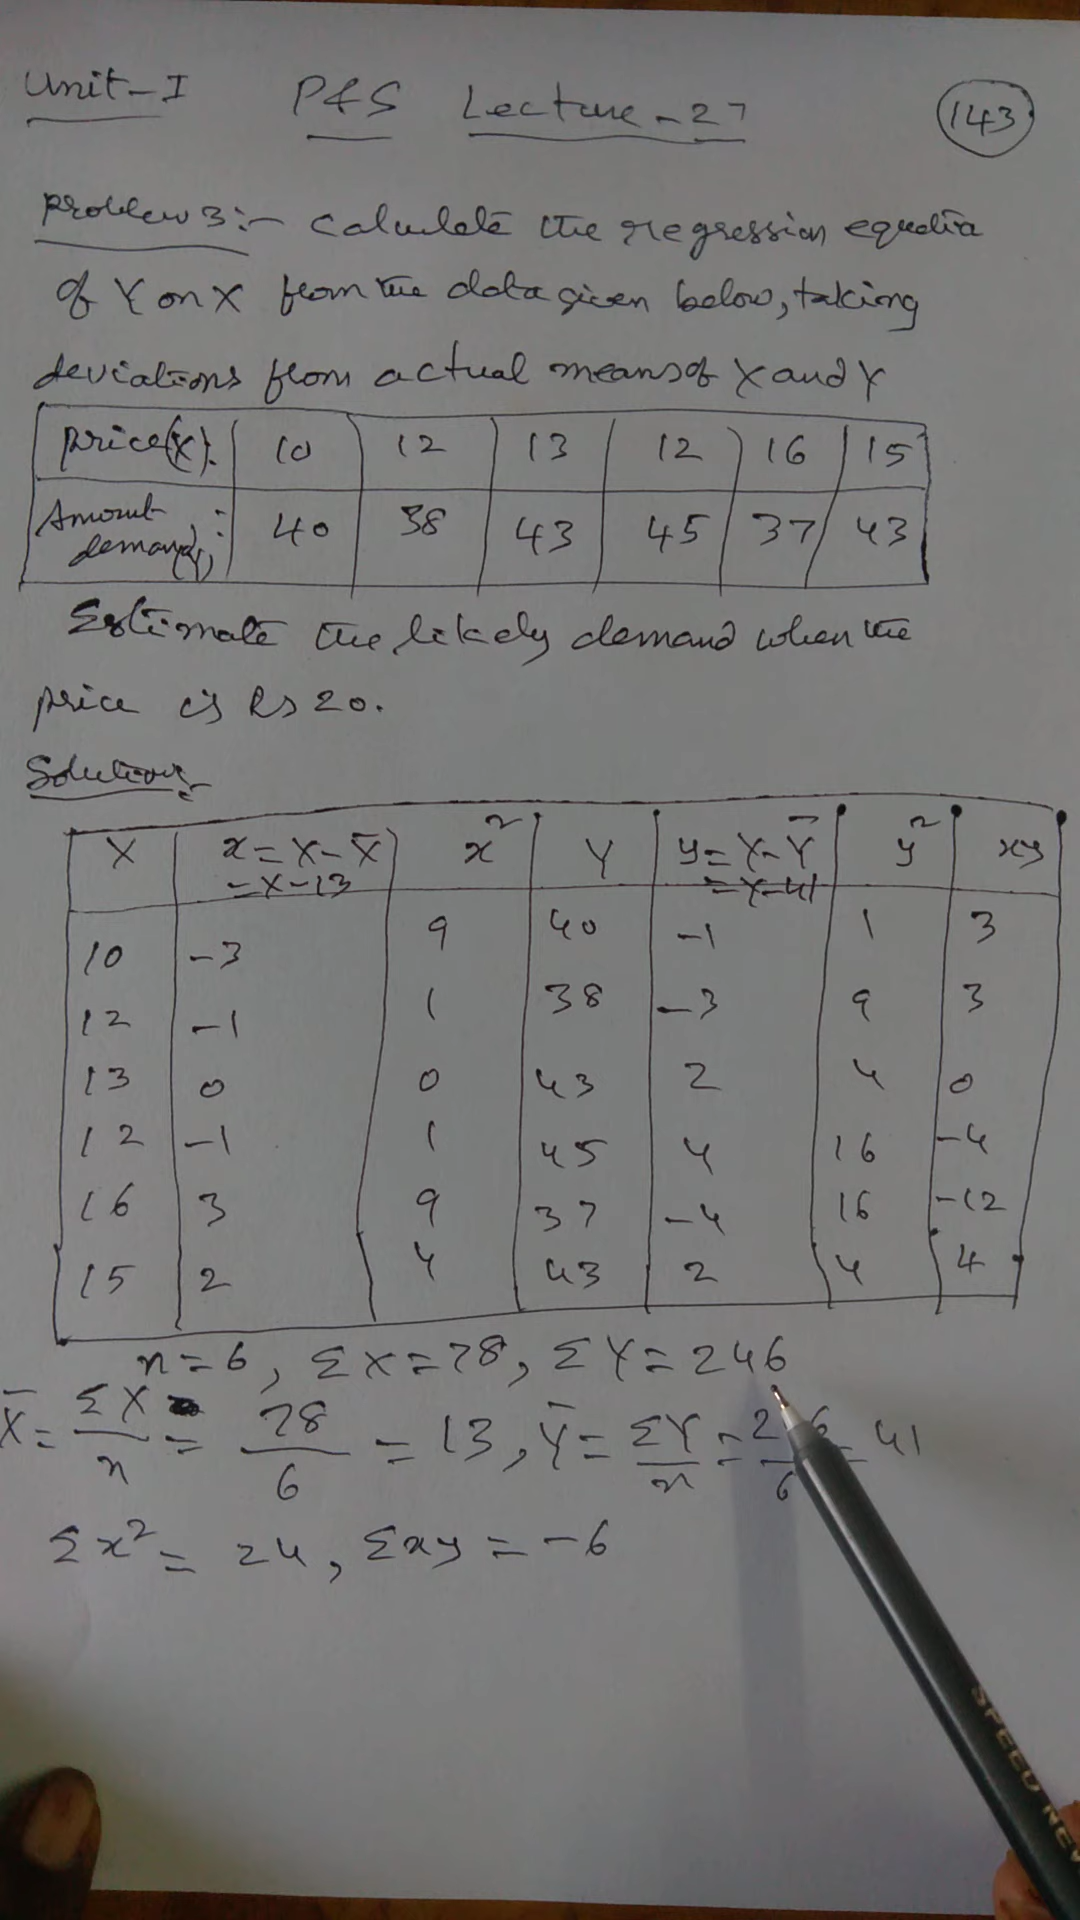 Unit-I P&S Lecture-27 143
Problem 3:- Calculate the regression equation
of Y on X from the data given below, taking
deviations from actual means of X and Y
Price(X): 10 12 13 12 16 15
Amount demand(Y): 40 38 43 45 37 43
Estimate the likely demand when the
price is Rs 20.
Solution:-
X x=X-X̄ =X-13 x² Y y=Y-Ȳ =Y-41 y² xy
10 -3 9 40 -1 1 3
12 -1 1 38 -3 9 3
13 0 0 43 2 4 0
12 -1 1 45 4 16 -4
16 3 9 37 -4 16 -12
15 2 4 43 2 4 4
n=6, ΣX=78, ΣY=246
X̄ = ΣX/n = 78/6 = 13, Ȳ = ΣY/n = 246/6 = 41
Σx² = 24, Σxy = -6
SPEED